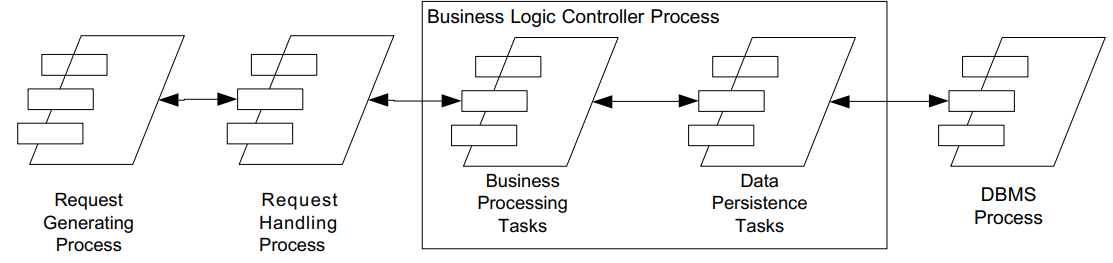 Business Logic Controller Process
Request
Generating
Process
Request
Handling
Process
Business
Processing
Tasks
Data
Persistence
Tasks
DBMS
Process